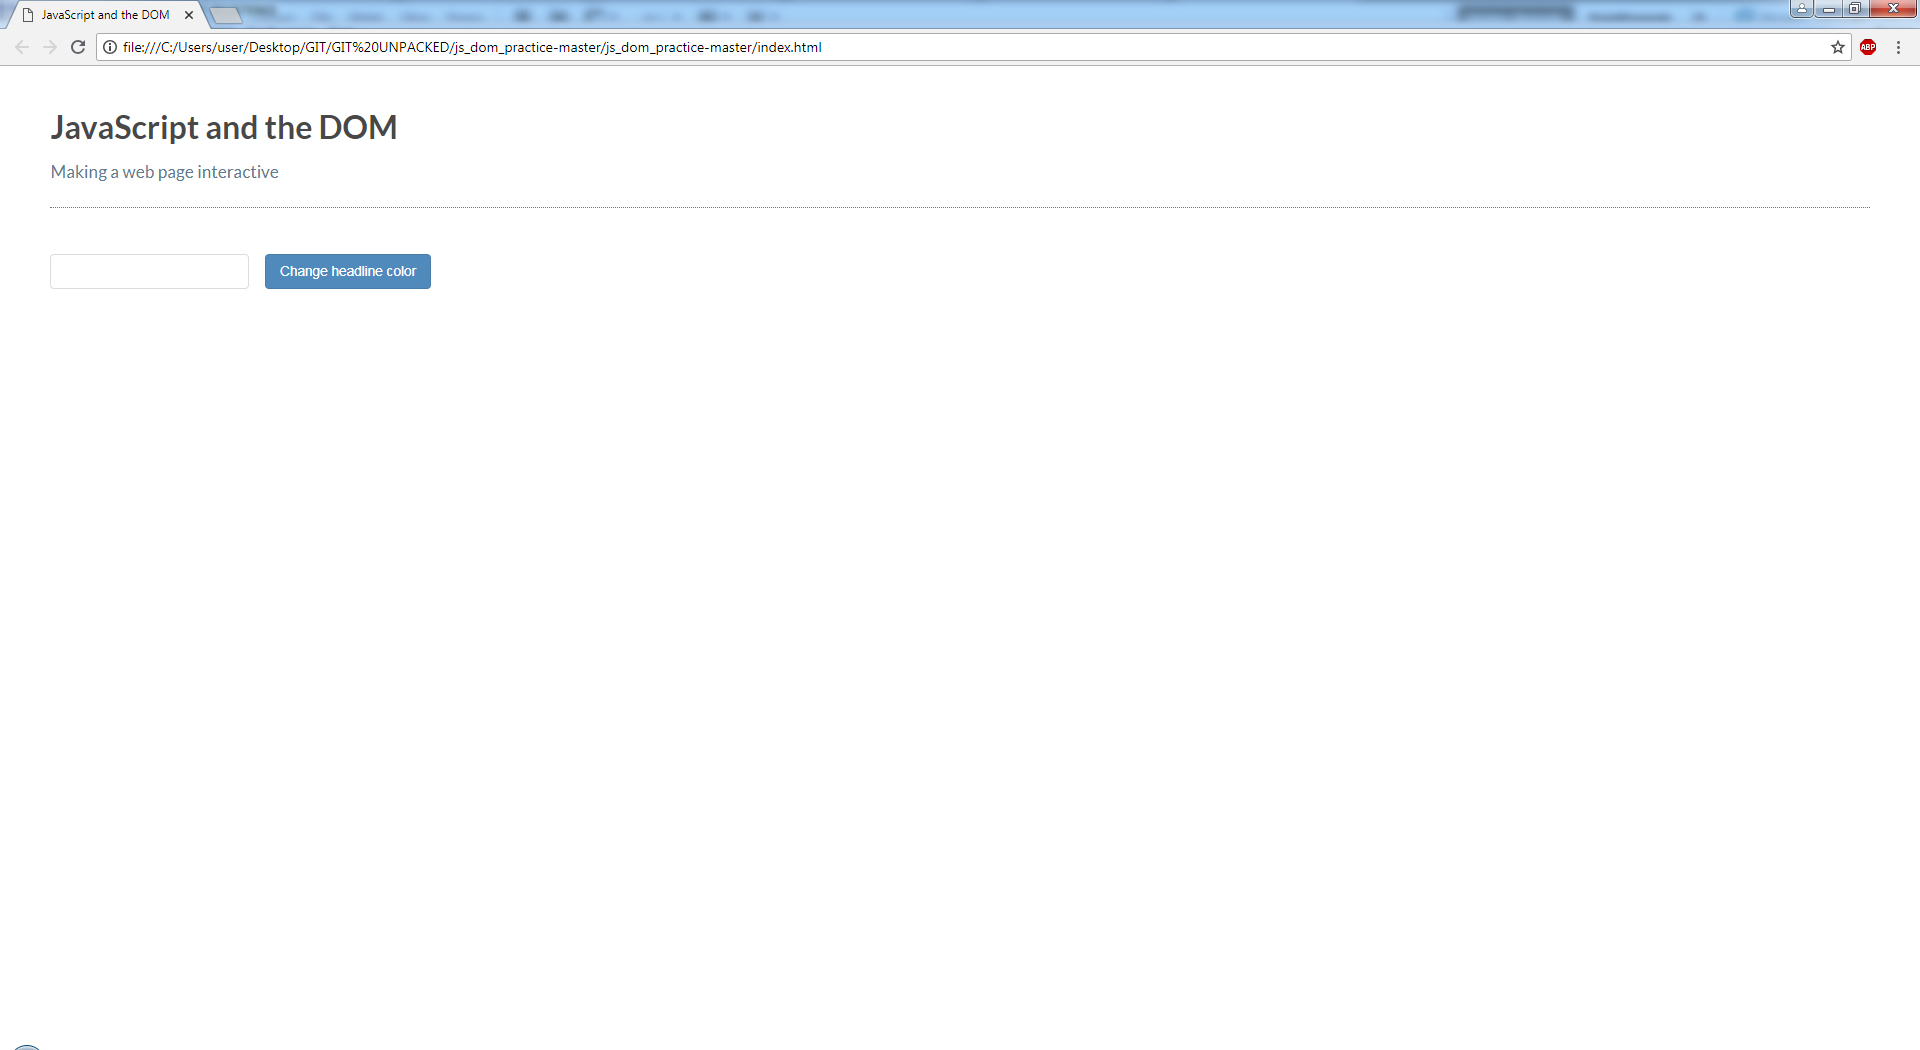 JavaScript and the DOM
file:///C:/Users/user/Desktop/GIT/GIT%20UNPACKED/js_dom_practice-master/js_dom_practice-master/index.html
ABP
JavaScript and the DOM
Making a web page interactive
Change headline color